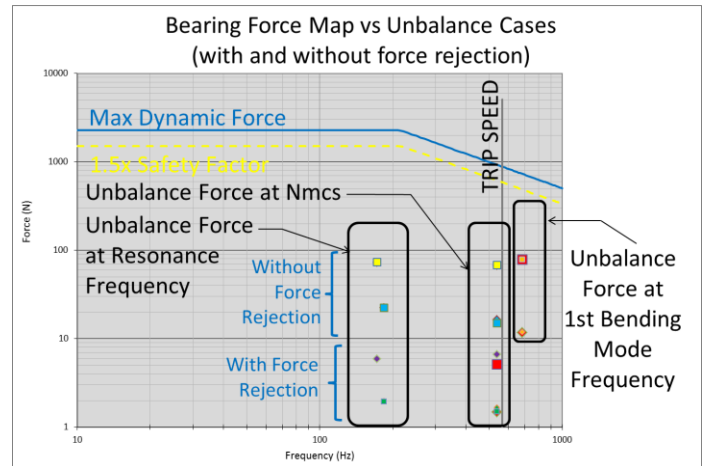 Bearing Force Map vs Unbalance Cases
(with and without force rejection)
10000
Max Dynamic Force
TRIP SPEED
1000
1.5x Safety Factor
Unbalance Force at Nmcs
Unbalance Force
at Resonance
Frequency
Force (N)
100
Without
Force
Rejection
Unbalance
Force at
1st Bending
Mode
Frequency
10
With Force
Rejection
1
10
100
1000
Frequency (Hz)